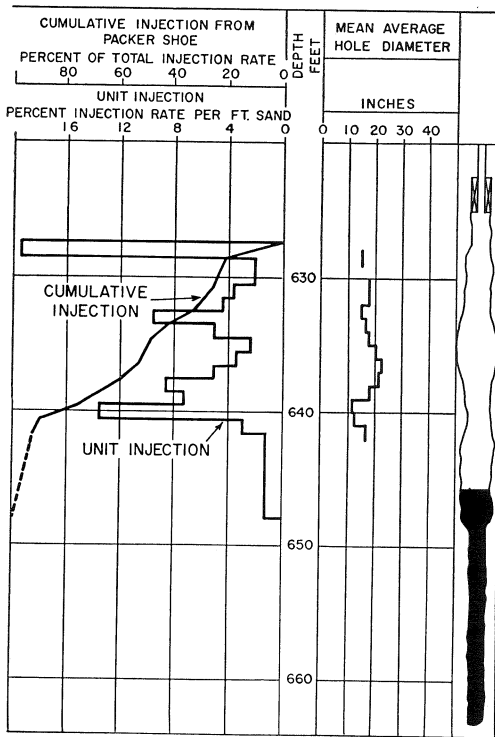 CUMULATIVE INJECTION FROM
PACKER SHOE
PERCENT OF TOTAL INJECTION RATE
80 60 40 20 0
UNIT INJECTION
PERCENT INJECTION RATE PER FT. SAND
16 12 8 4 0
DEPTH
FEET
MEAN AVERAGE
HOLE DIAMETER
INCHES
0 10 20 30 40
630
CUMULATIVE
INJECTION
640
UNIT INJECTION
650
660